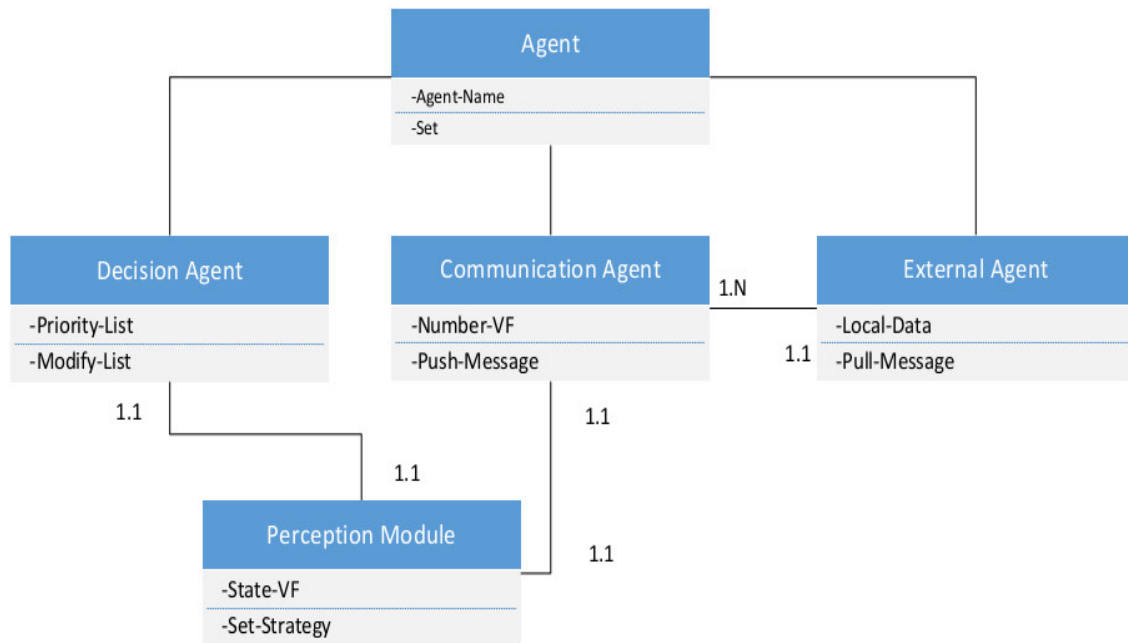 Agent
-Agent-Name
-Set
Decision Agent
-Priority-List
-Modify-List
Communication Agent
-Number-VF
-Push-Message
External Agent
-Local-Data
-Pull-Message
1.N
1.1
1.1
1.1
1.1
1.1
Perception Module
-State-VF
-Set-Strategy